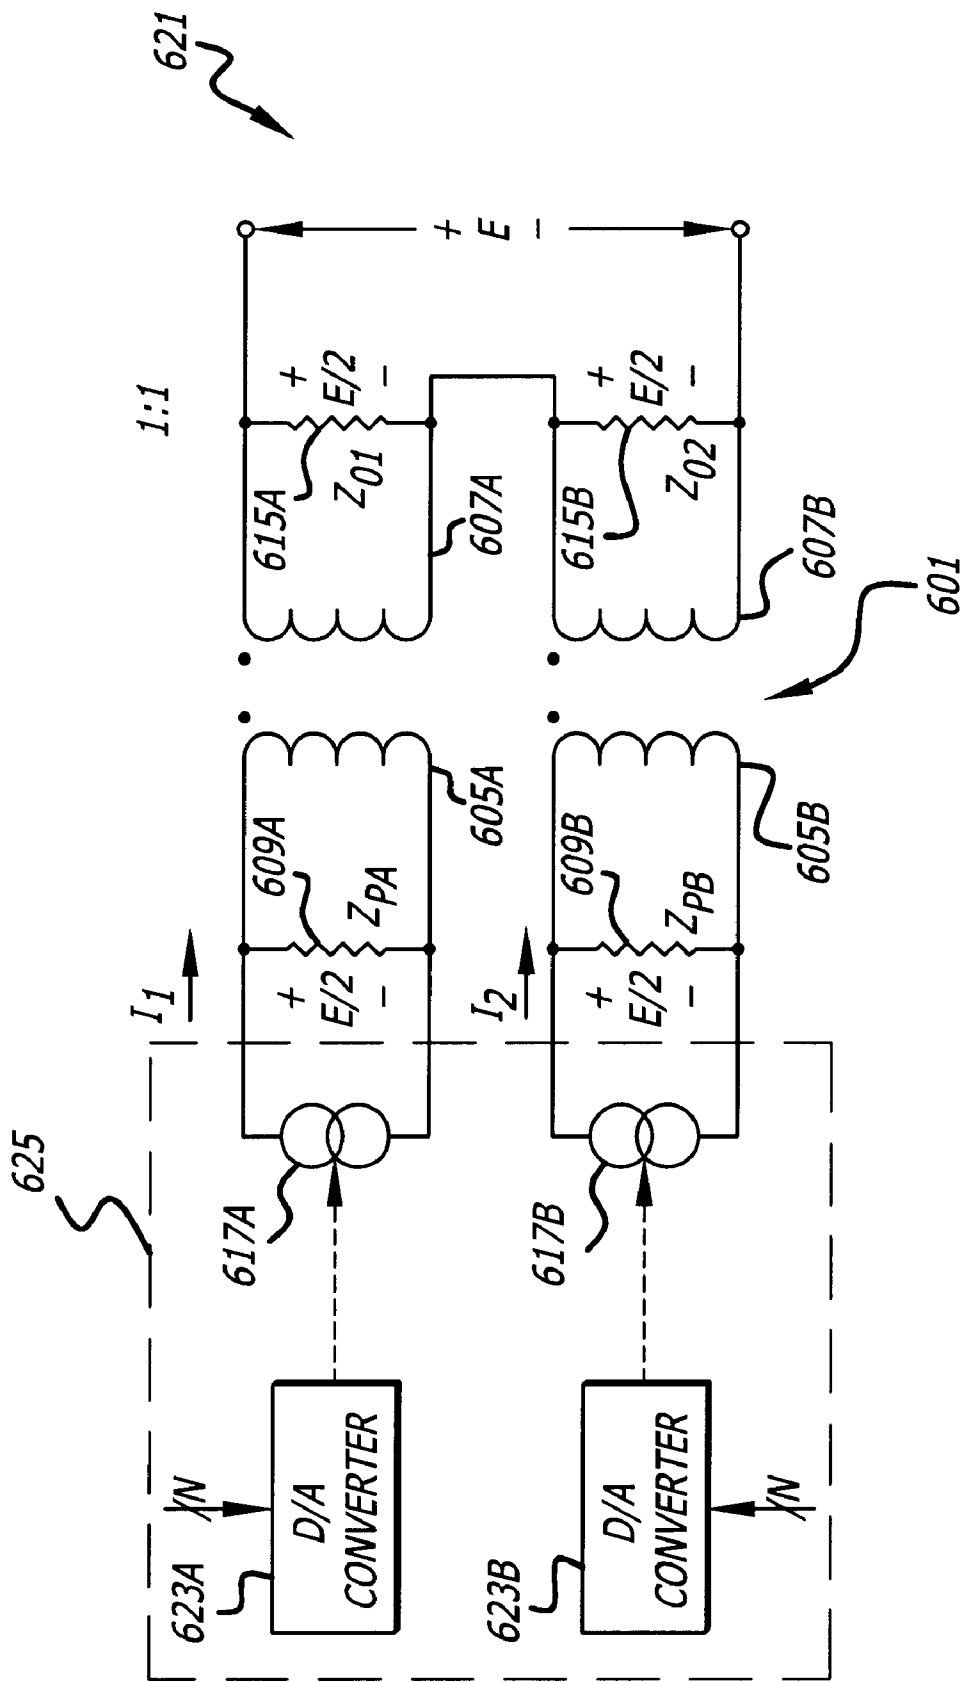 621
1:1
615A
+
E/2
-
Z01
607A
+
E
-
615B
+
E/2
-
Z02
607B
601
609A
ZPA
605A
I1
+
E/2
-
609B
ZPB
605B
I2
+
E/2
-
625
617A
617B
N
623A
D/A
CONVERTER
623B
D/A
CONVERTER
N